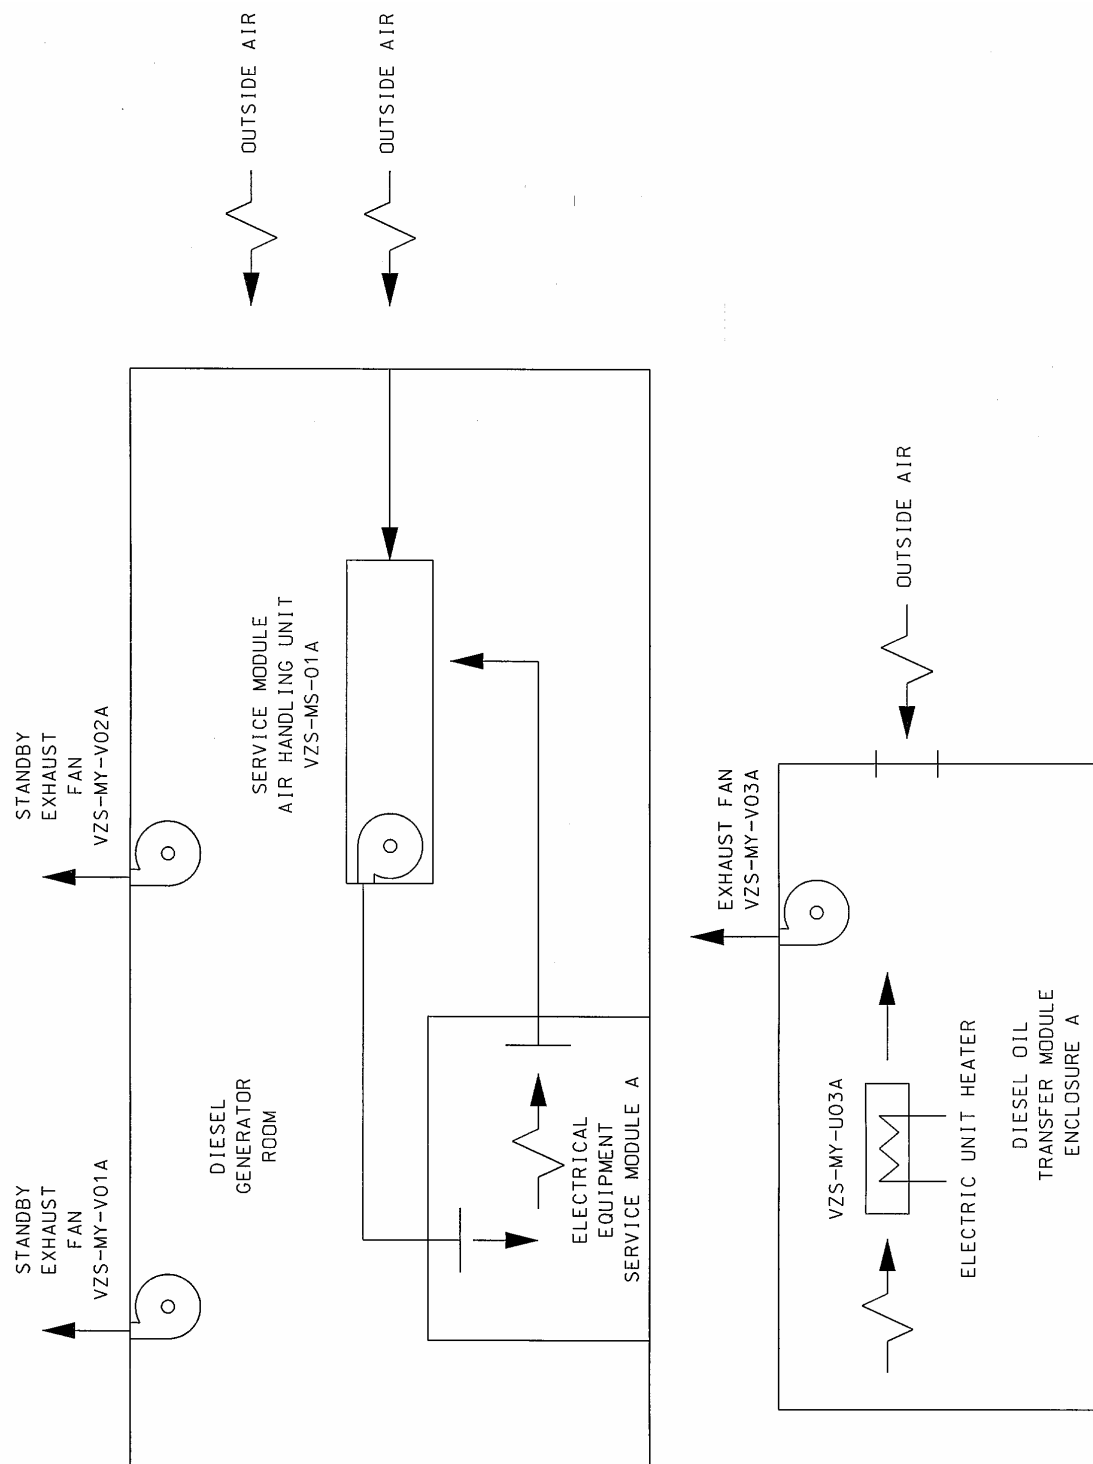 STANDBY
EXHAUST
FAN
VZS-MY-V01A
STANDBY
EXHAUST
FAN
VZS-MY-V02A
OUTSIDE AIR
OUTSIDE AIR
DIESEL
GENERATOR
ROOM
SERVICE MODULE
AIR HANDLING UNIT
VZS-MS-01A
ELECTRICAL
EQUIPMENT
SERVICE MODULE A
EXHAUST FAN
VZS-MY-V03A
OUTSIDE AIR
VZS-MY-U03A
ELECTRIC UNIT HEATER
DIESEL OIL
TRANSFER MODULE
ENCLOSURE A